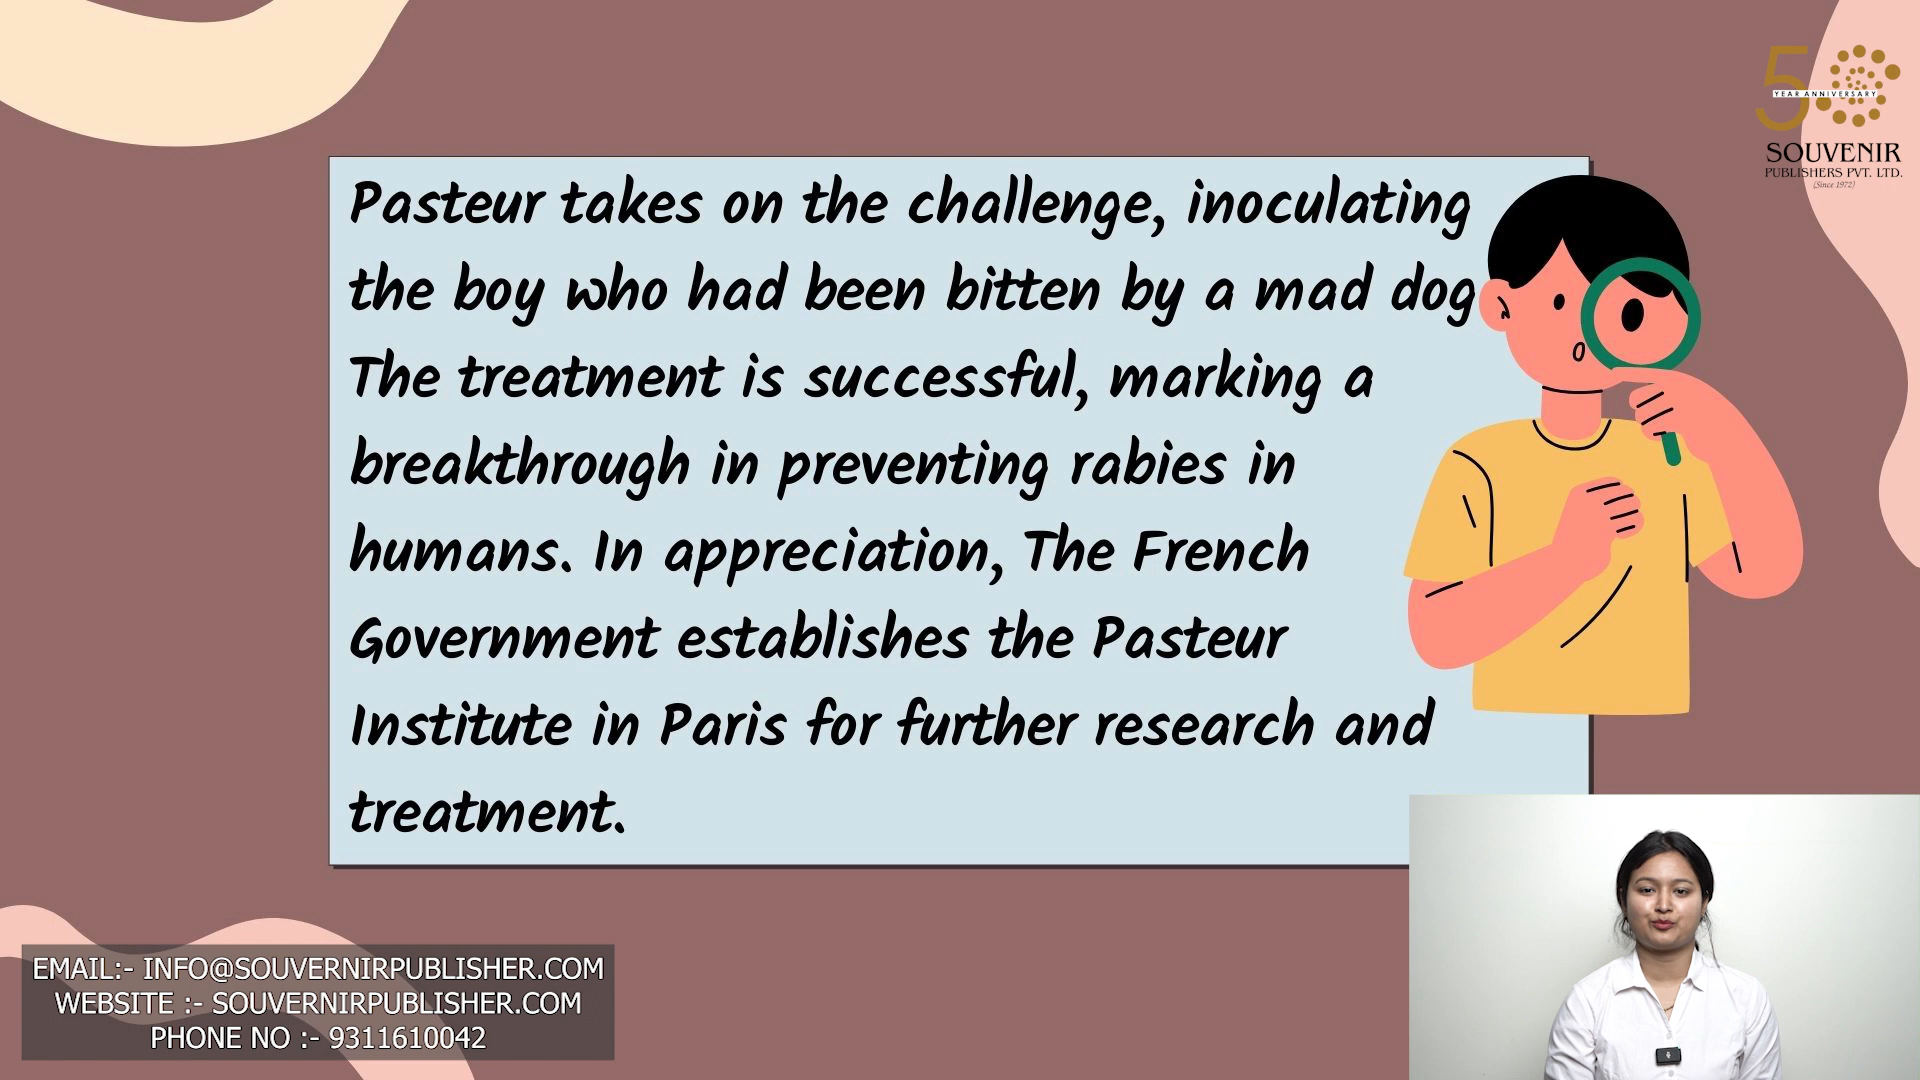 5
YEAR ANNIVERSARY
SOUVENIR
PUBLISHERS PVT. LTD.
(Since 1972)
Pasteur takes on the challenge, inoculating
the boy who had been bitten by a mad dog
The treatment is successful, marking a
breakthrough in preventing rabies in
humans. In appreciation, The French
Government establishes the Pasteur
Institute in Paris for further research and
treatment.
EMAIL:- INFO@SOUVERNIRPUBLISHER.COM
WEBSITE :- SOUVERNIRPUBLISHER.COM
PHONE NO :- 9311610042